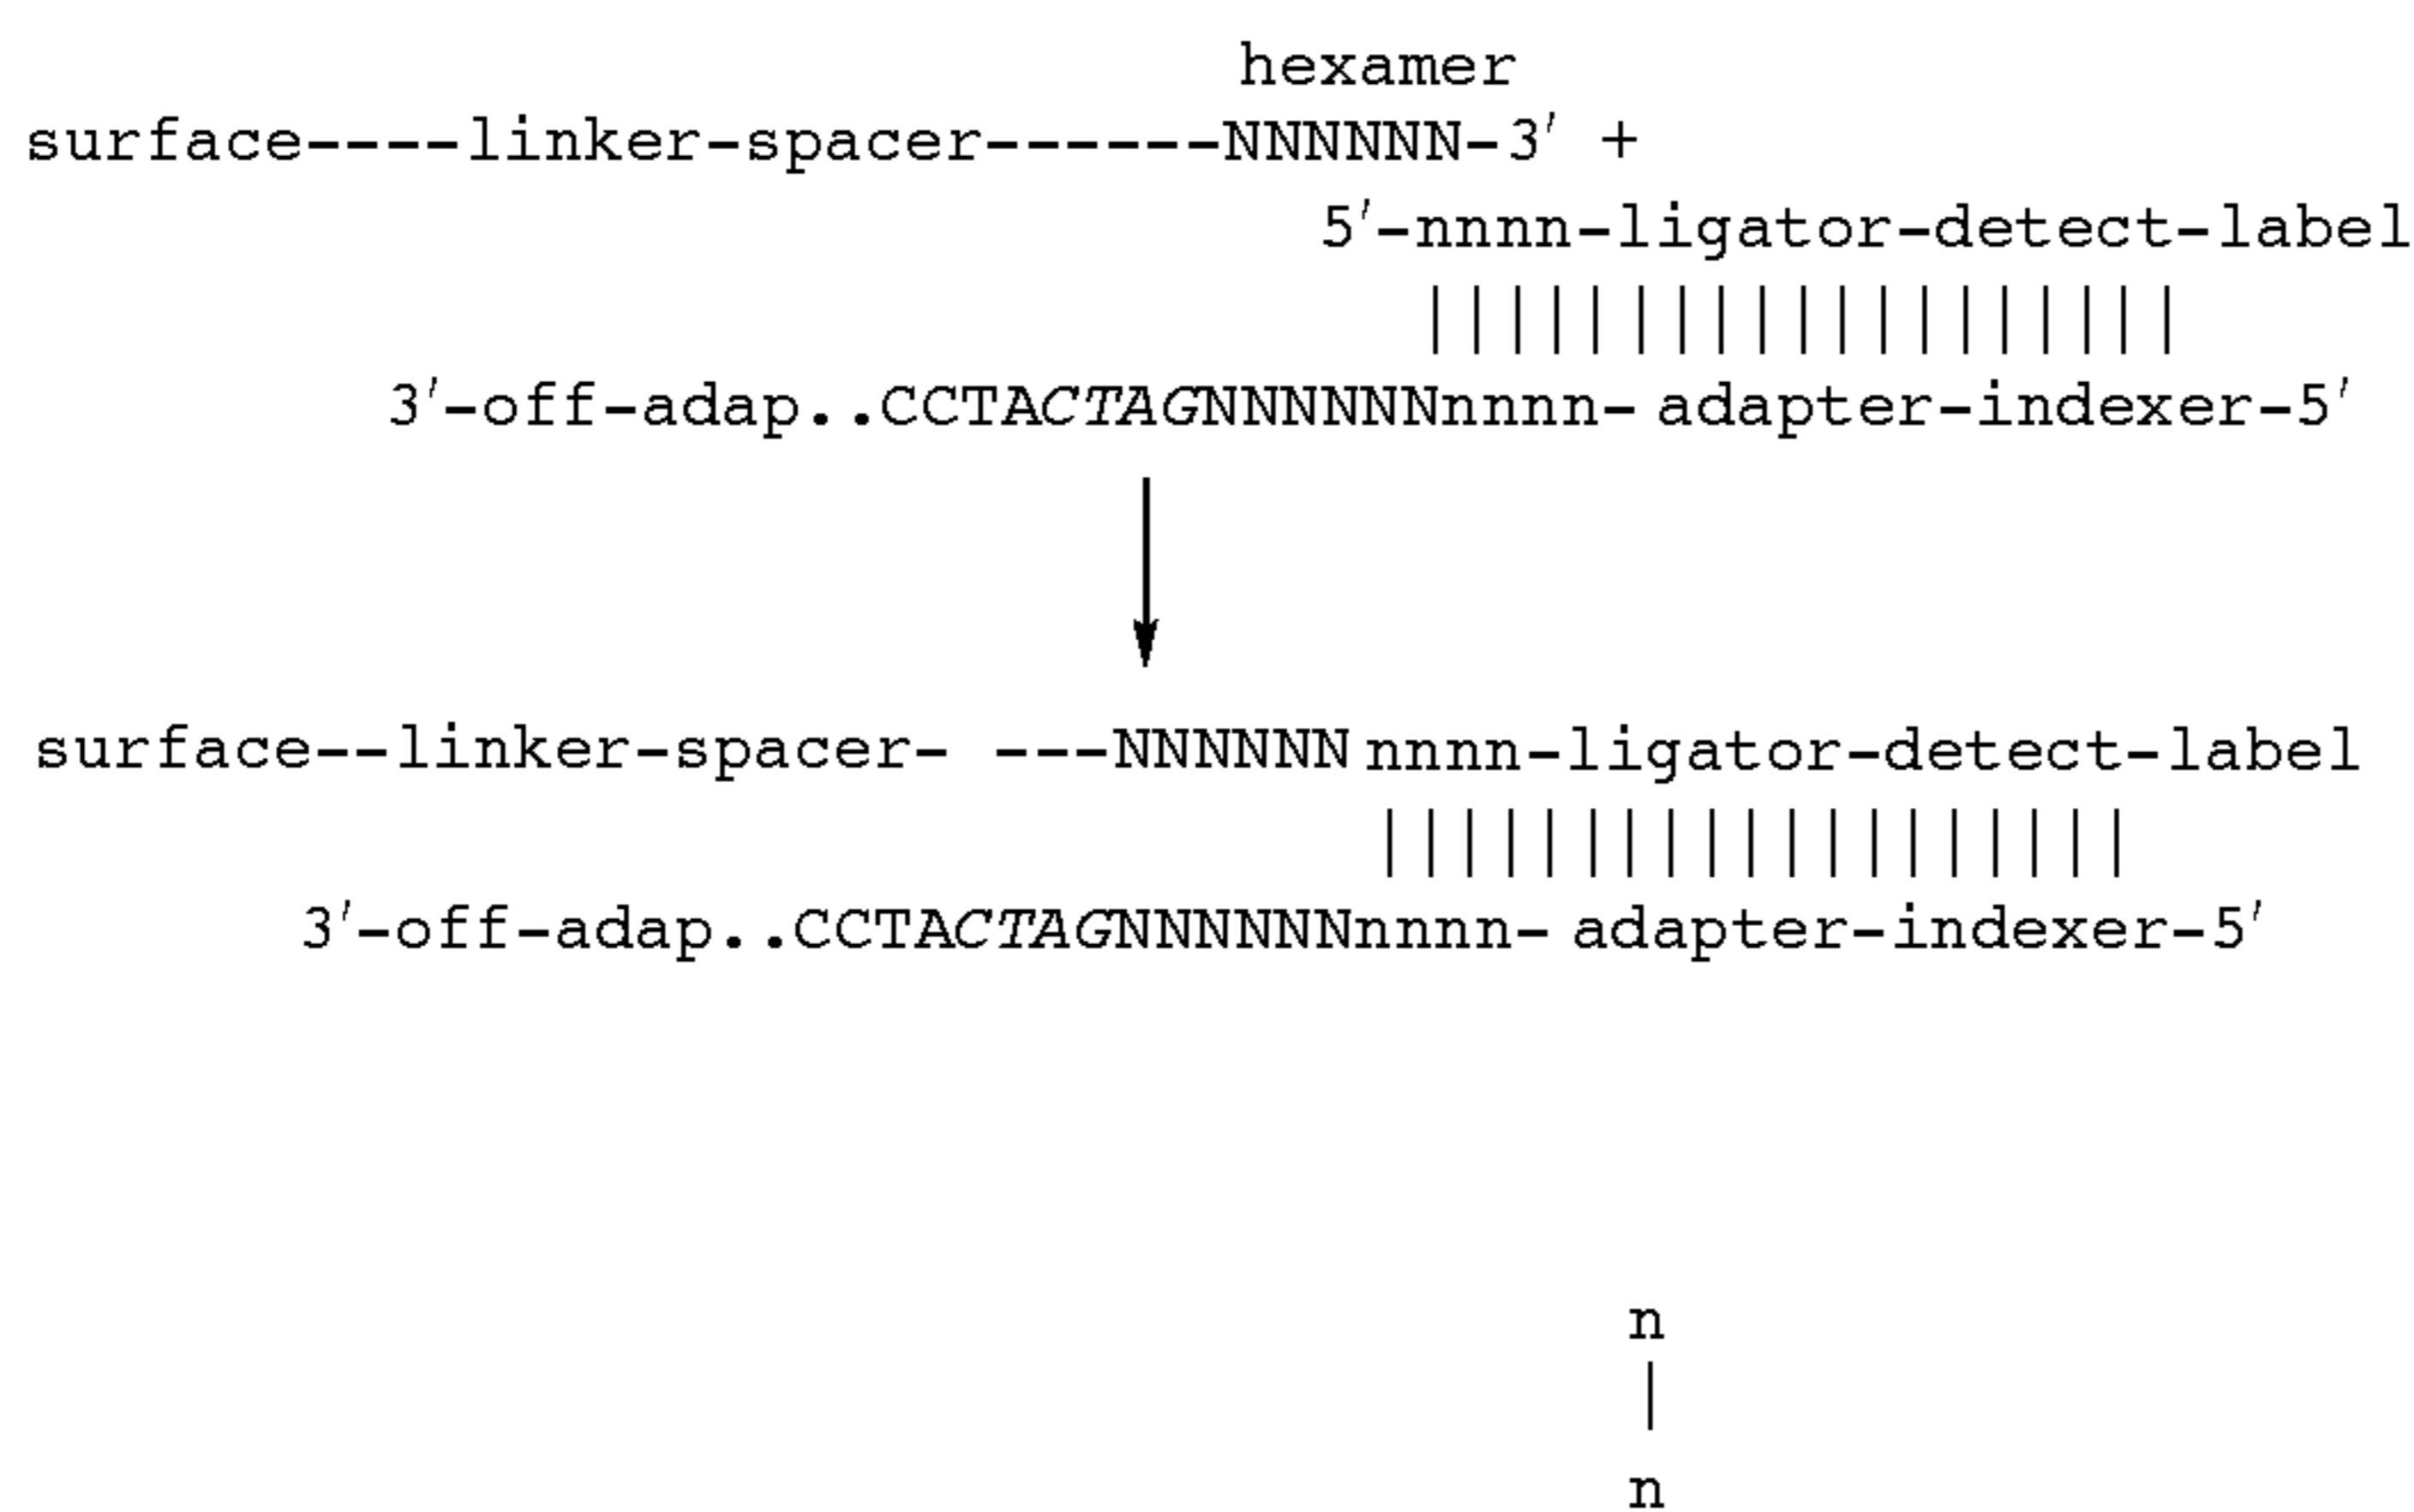 hexamer
surface----linker-spacer------NNNNNN-3' +
5'-nnnn-ligator-detect-label
||||||||||||||||||||
3'-off-adap..CCTACTAGNNNNNNnnnn- adapter-indexer-5'
surface--linker-spacer- ---NNNNNN nnnn-ligator-detect-label
||||||||||||||||||||
3'-off-adap..CCTACTAGNNNNNNnnnn- adapter-indexer-5'
n
|
n